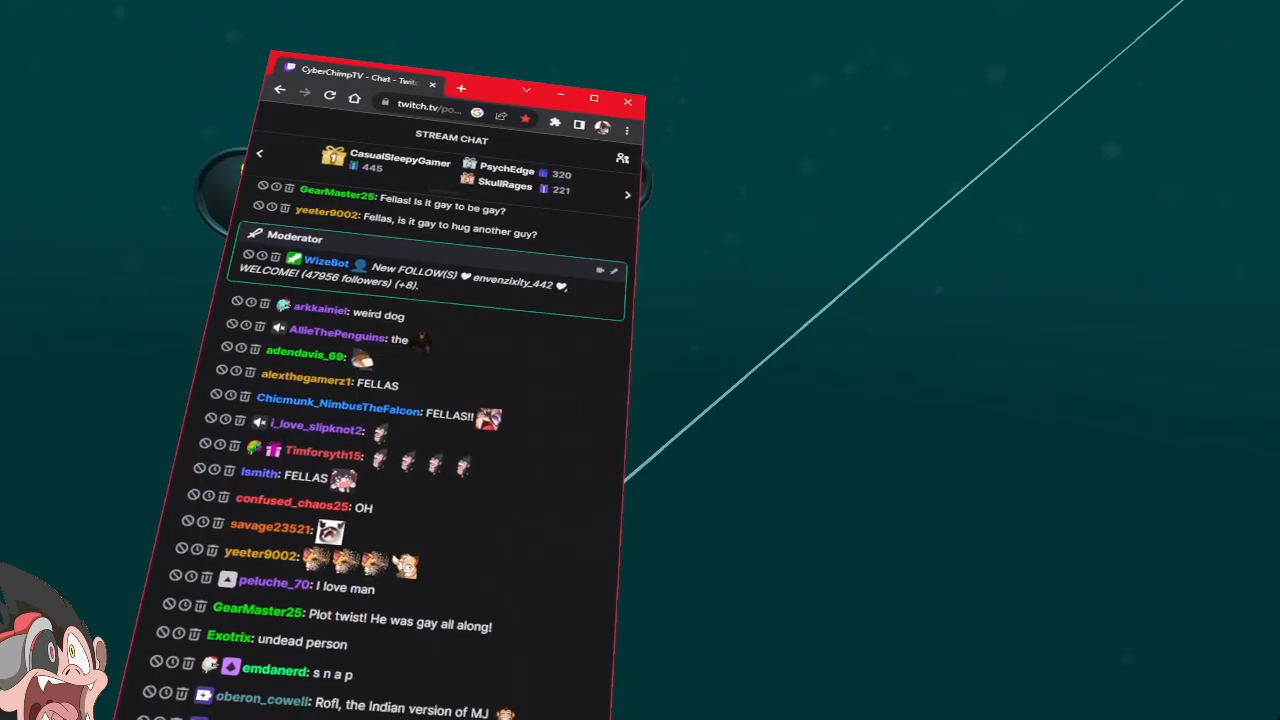 CyberChimpTV - Chat - Twitc
twitch.tv/po...
STREAM CHAT
1 CasualSleepyGamer 445
PsychEdge 320
SkullRages 221
GearMaster25: Fellas! Is it gay to be gay?
yeeter9002: Fellas, is it gay to hug another guy?
Moderator
WizeBot New FOLLOW(S) envenzixity_442 ,
WELCOME! (47956 followers) (+8).
arkkainiel: weird dog
AllieThePenguins: the
adendavis_69:
alexthegamerz1: FELLAS
Chicmunk_NimbusTheFalcon: FELLAS!!
i_love_slipknot2:
Timforsyth15:
Ismith: FELLAS
confused_chaos25: OH
savage23521:
yeeter9002:
peluche_70: I love man
GearMaster25: Plot twist! He was gay all along!
Exotrix: undead person
emdanerd: s n a p
oberon_cowell: Rofl, the Indian version of MJ